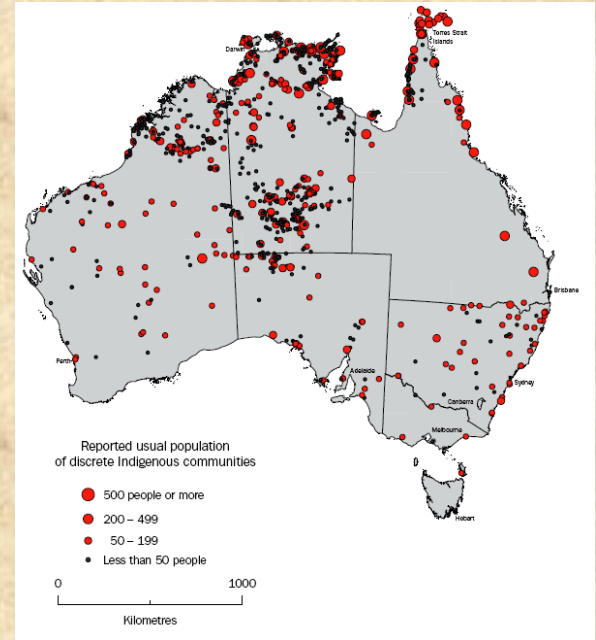 Torres Strait
Islands
Darwin
Brisbane
Perth
Adelaide
Sydney
Canberra
Melbourne
Hobart
Reported usual population
of discrete Indigenous communities
500 people or more
200 – 499
50 – 199
Less than 50 people
0 1000
Kilometres